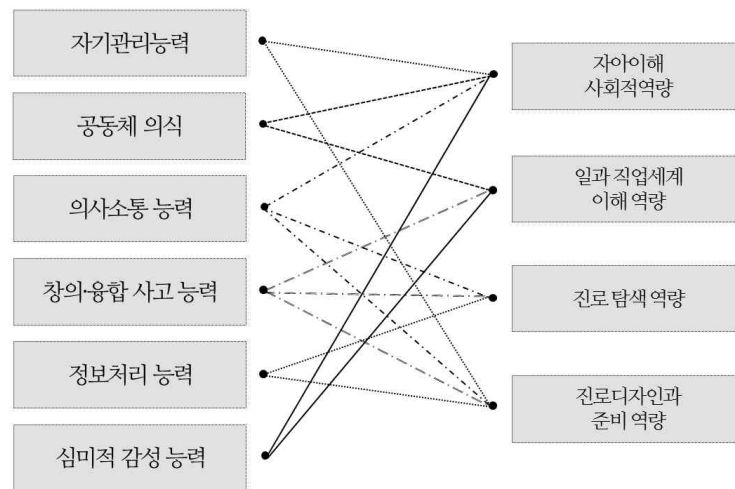 자기관리능력
공동체 의식
의사소통 능력
창의·융합 사고 능력
정보처리 능력
심미적 감성 능력
자아이해
사회적역량
일과 직업세계
이해 역량
진로 탐색 역량
진로디자인과
준비 역량